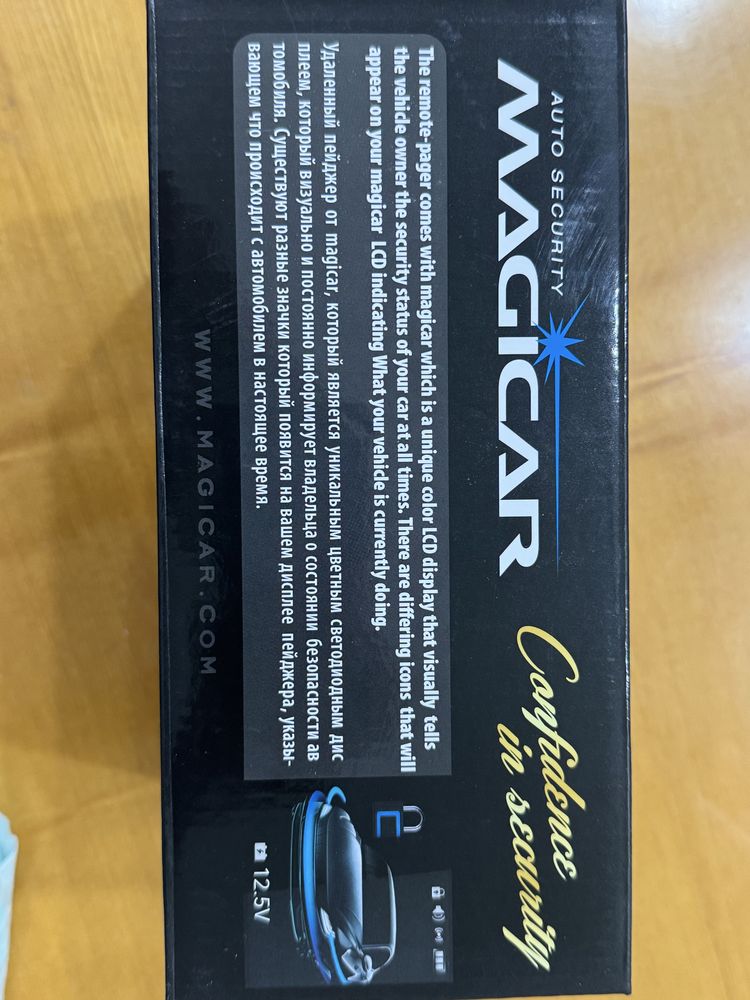 AUTO SECURITY
MAGICAR
Confidence
in security
The remote-pager comes with magicar which is a unique color LCD display that visually tells
the vehicle owner the security status of your car at all times. There are differing icons that will
appear on your magicar LCD indicating What your vehicle is currently doing.
Удаленный пейджер от magicar, который является уникальным цветным светодиодным дис
плеем, который визуально и постоянно информирует владельца о состоянии безопасности ав
томобиля. Существуют разные значки который появится на вашем дисплее пейджера, указы-
вающем что происходит с автомобилем в настоящее время.
12.5V
WWW.MAGICAR.COM